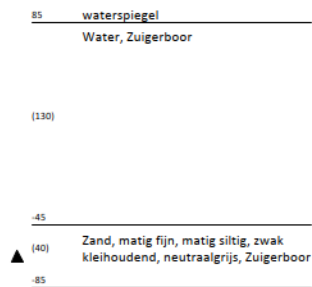 85 waterspiegel
Water, Zuigerboor
(130)
-45
Zand, matig fijn, matig siltig, zwak
(40) kleihoudend, neutraalgrijs, Zuigerboor
-85